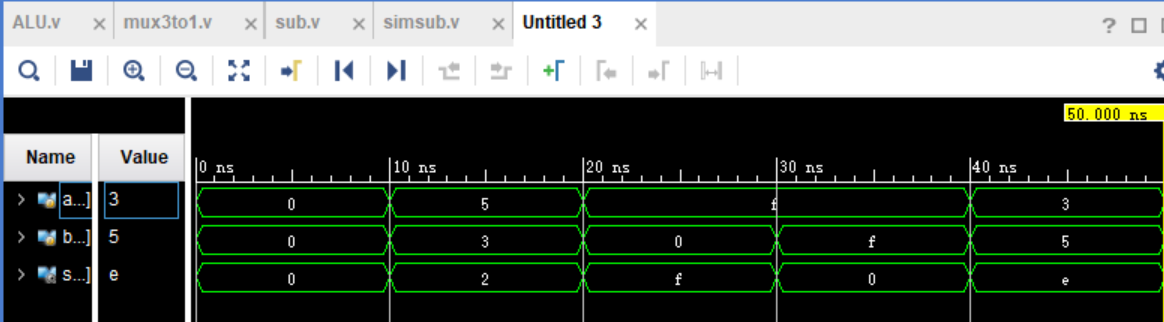 ALU.v × mux3to1.v × sub.v × simsub.v × Untitled 3 × ?
50.000 ns
Name Value 0 ns 10 ns 20 ns 30 ns 40 ns
a...] 3 0 5 f 3
b...] 5 0 3 0 f 5
s...] e 0 2 f 0 e